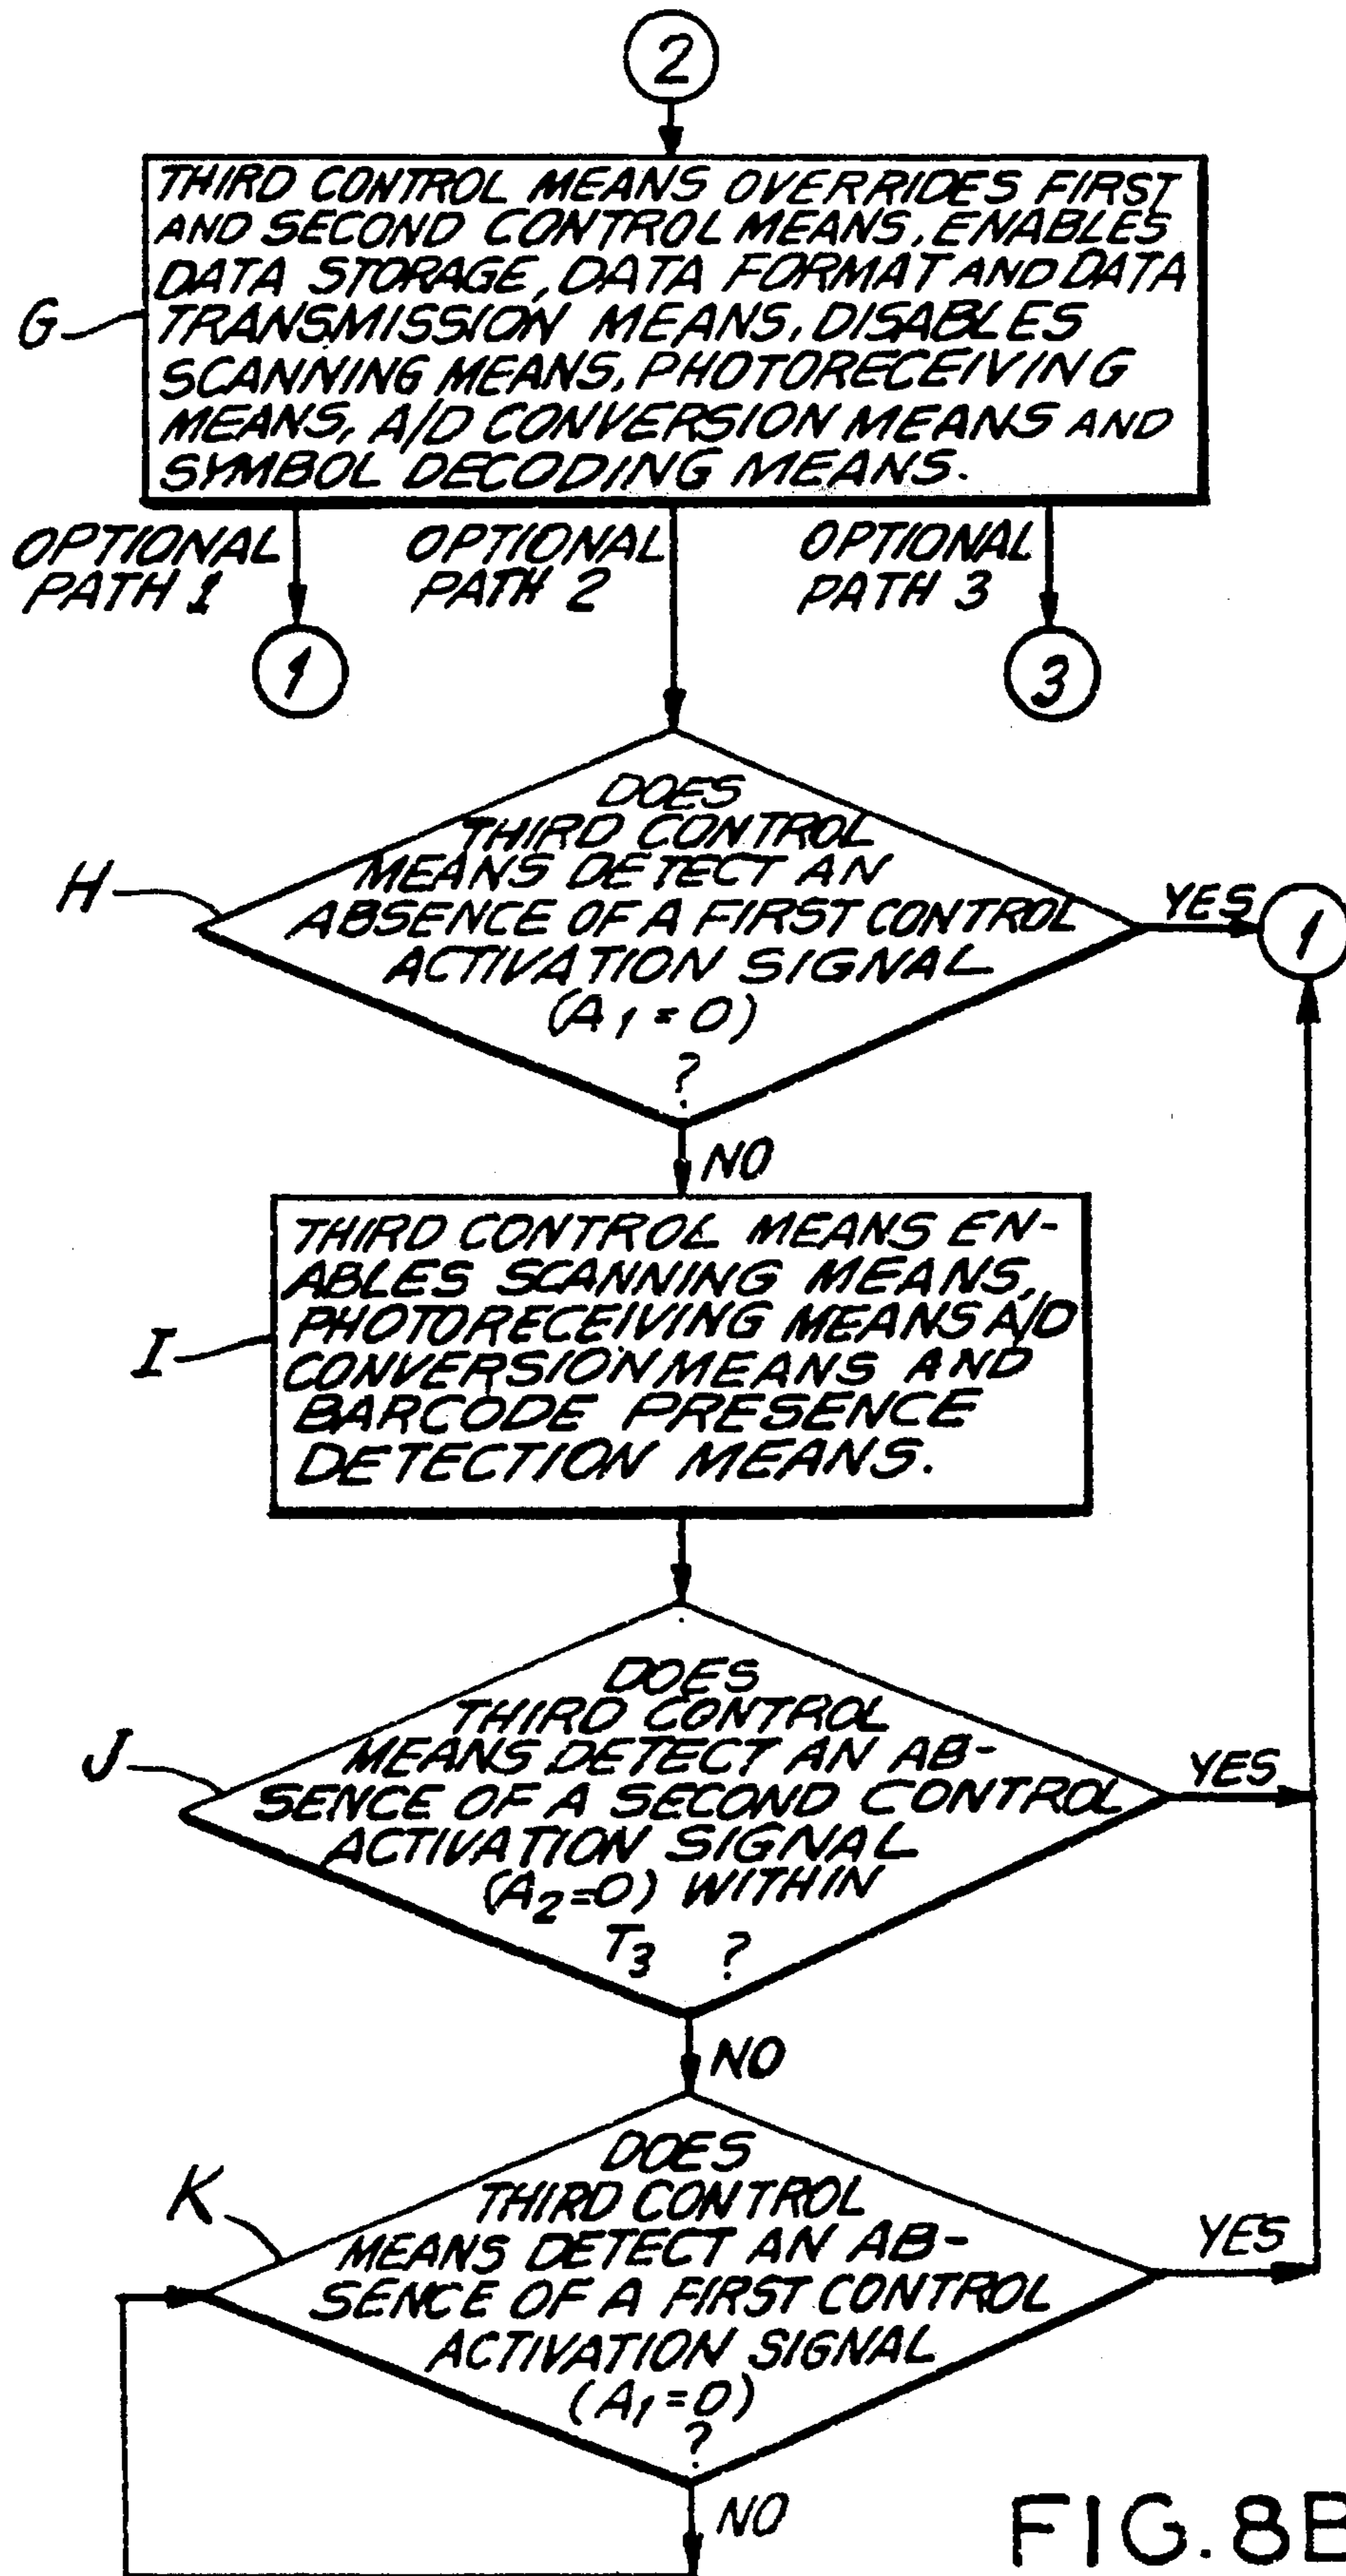 2
THIRD CONTROL MEANS OVERRIDES FIRST
AND SECOND CONTROL MEANS, ENABLES
DATA STORAGE, DATA FORMAT AND DATA
TRANSMISSION MEANS, DISABLES
SCANNING MEANS, PHOTORECEIVING
MEANS, A/D CONVERSION MEANS AND
SYMBOL DECODING MEANS.
G
OPTIONAL
PATH 1
OPTIONAL
PATH 2
OPTIONAL
PATH 3
1
3
DOES
THIRD CONTROL
MEANS DETECT AN
ABSENCE OF A FIRST CONTROL
ACTIVATION SIGNAL
(A1 = 0)
?
H
YES
1
NO
THIRD CONTROL MEANS EN-
ABLES SCANNING MEANS,
PHOTORECEIVING MEANS A/D
CONVERSION MEANS AND
BARCODE PRESENCE
DETECTION MEANS.
I
DOES
THIRD CONTROL
MEANS DETECT AN AB-
SENCE OF A SECOND CONTROL
ACTIVATION SIGNAL
(A2=0) WITHIN
T3 ?
J
YES
NO
DOES
THIRD CONTROL
MEANS DETECT AN AB-
SENCE OF A FIRST CONTROL
ACTIVATION SIGNAL
(A1=0)
?
K
YES
NO
FIG. 8B